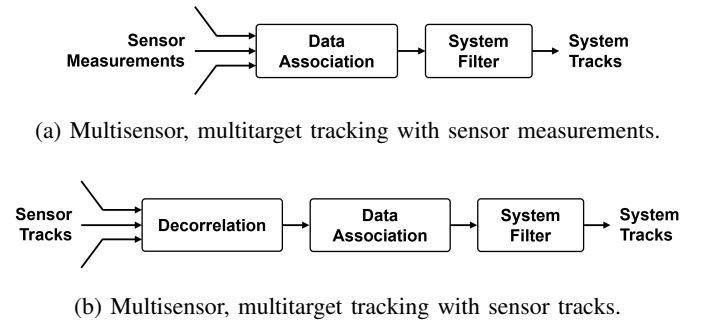 Sensor
Measurements
Data
Association
System
Filter
System
Tracks
(a) Multisensor, multitarget tracking with sensor measurements.
Sensor
Tracks
Decorrelation
Data
Association
System
Filter
System
Tracks
(b) Multisensor, multitarget tracking with sensor tracks.